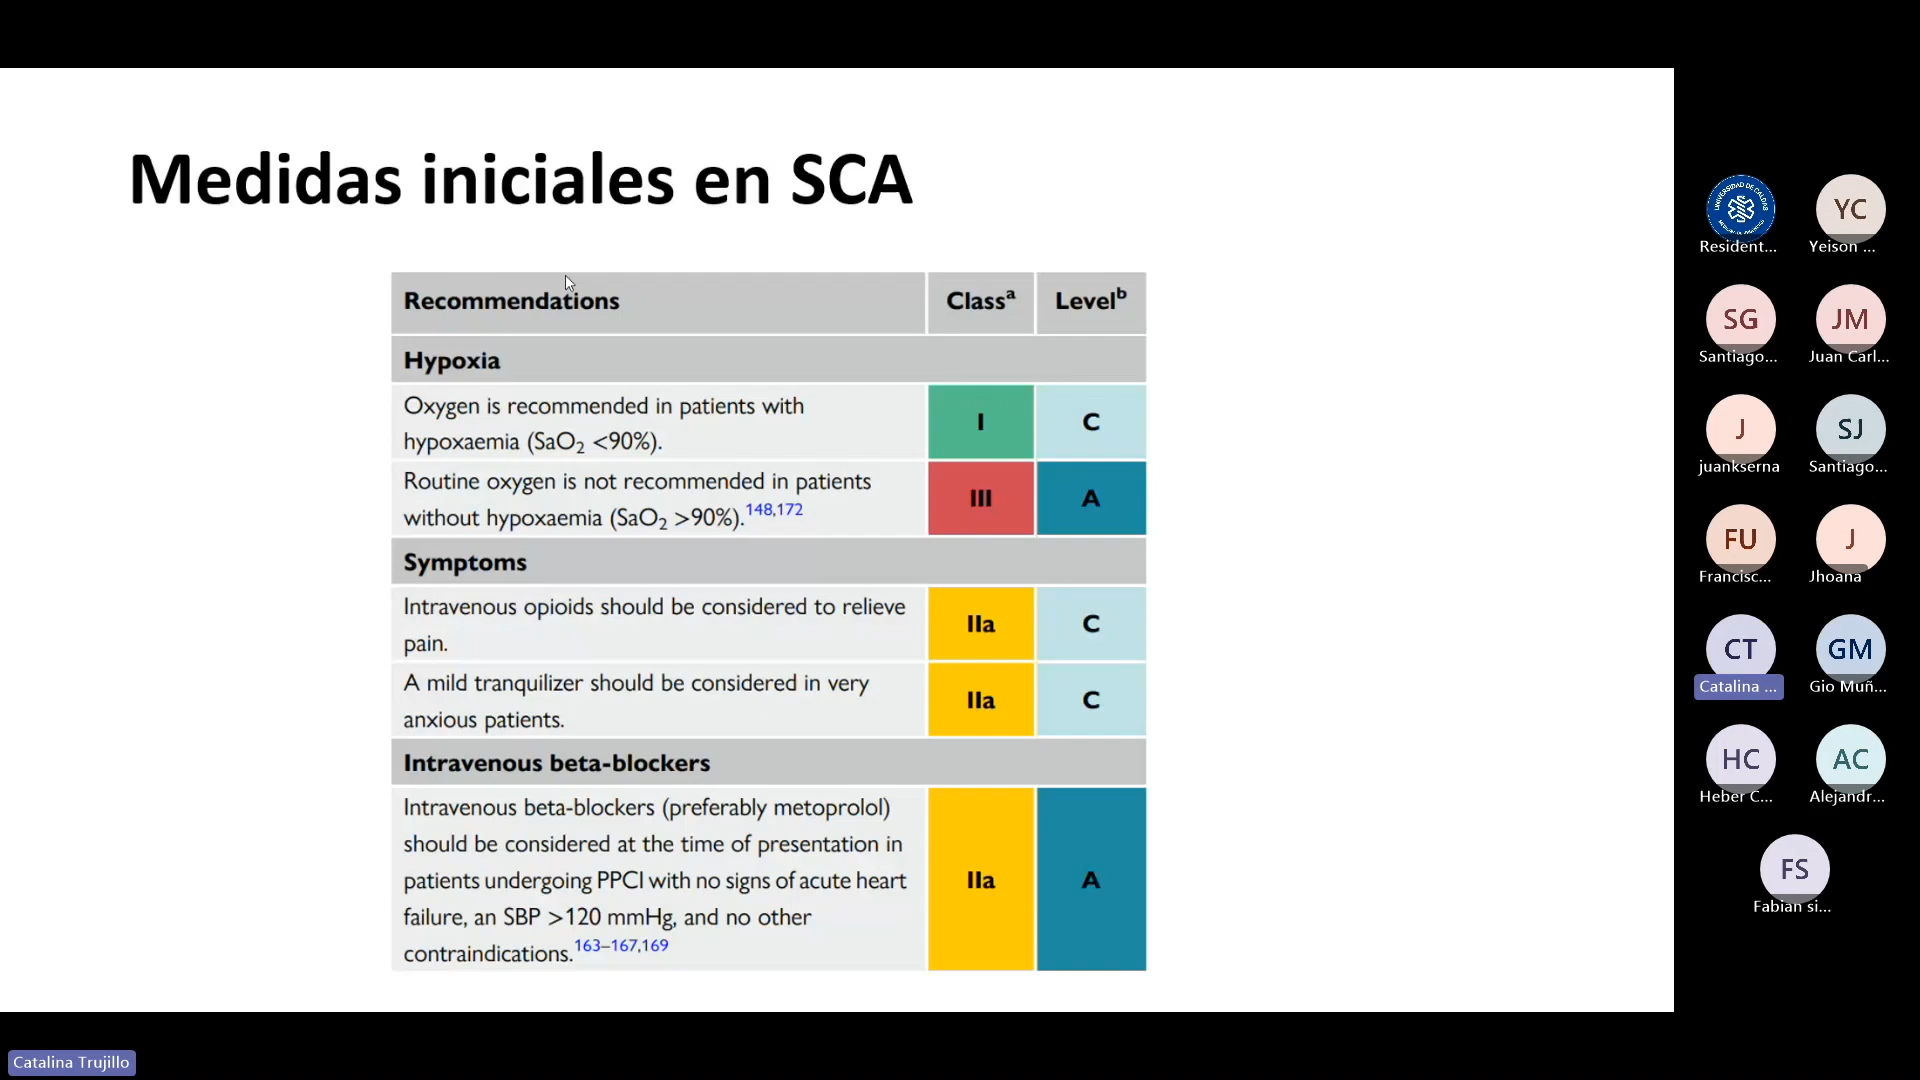 Medidas iniciales en SCA
Recommendations Classᵃ Levelᵇ
Hypoxia
Oxygen is recommended in patients with
hypoxaemia (SaO₂ <90%).
I C
Routine oxygen is not recommended in patients
without hypoxaemia (SaO₂ >90%).148,172
III A
Symptoms
Intravenous opioids should be considered to relieve
pain.
IIa C
A mild tranquilizer should be considered in very
anxious patients.
IIa C
Intravenous beta-blockers
Intravenous beta-blockers (preferably metoprolol)
should be considered at the time of presentation in
patients undergoing PPCI with no signs of acute heart
failure, an SBP >120 mmHg, and no other
contraindications.163–167,169
IIa A
UNIVERSIDAD DE CALDAS
Resident...
YC
Yeison ...
SG
Santiago...
JM
Juan Carl...
J
juankserna
SJ
Santiago...
FU
Francisc...
J
Jhoana
CT
Catalina ...
GM
Gio Muñ...
HC
Heber C...
AC
Alejandr...
FS
Fabian si...
Catalina Trujillo